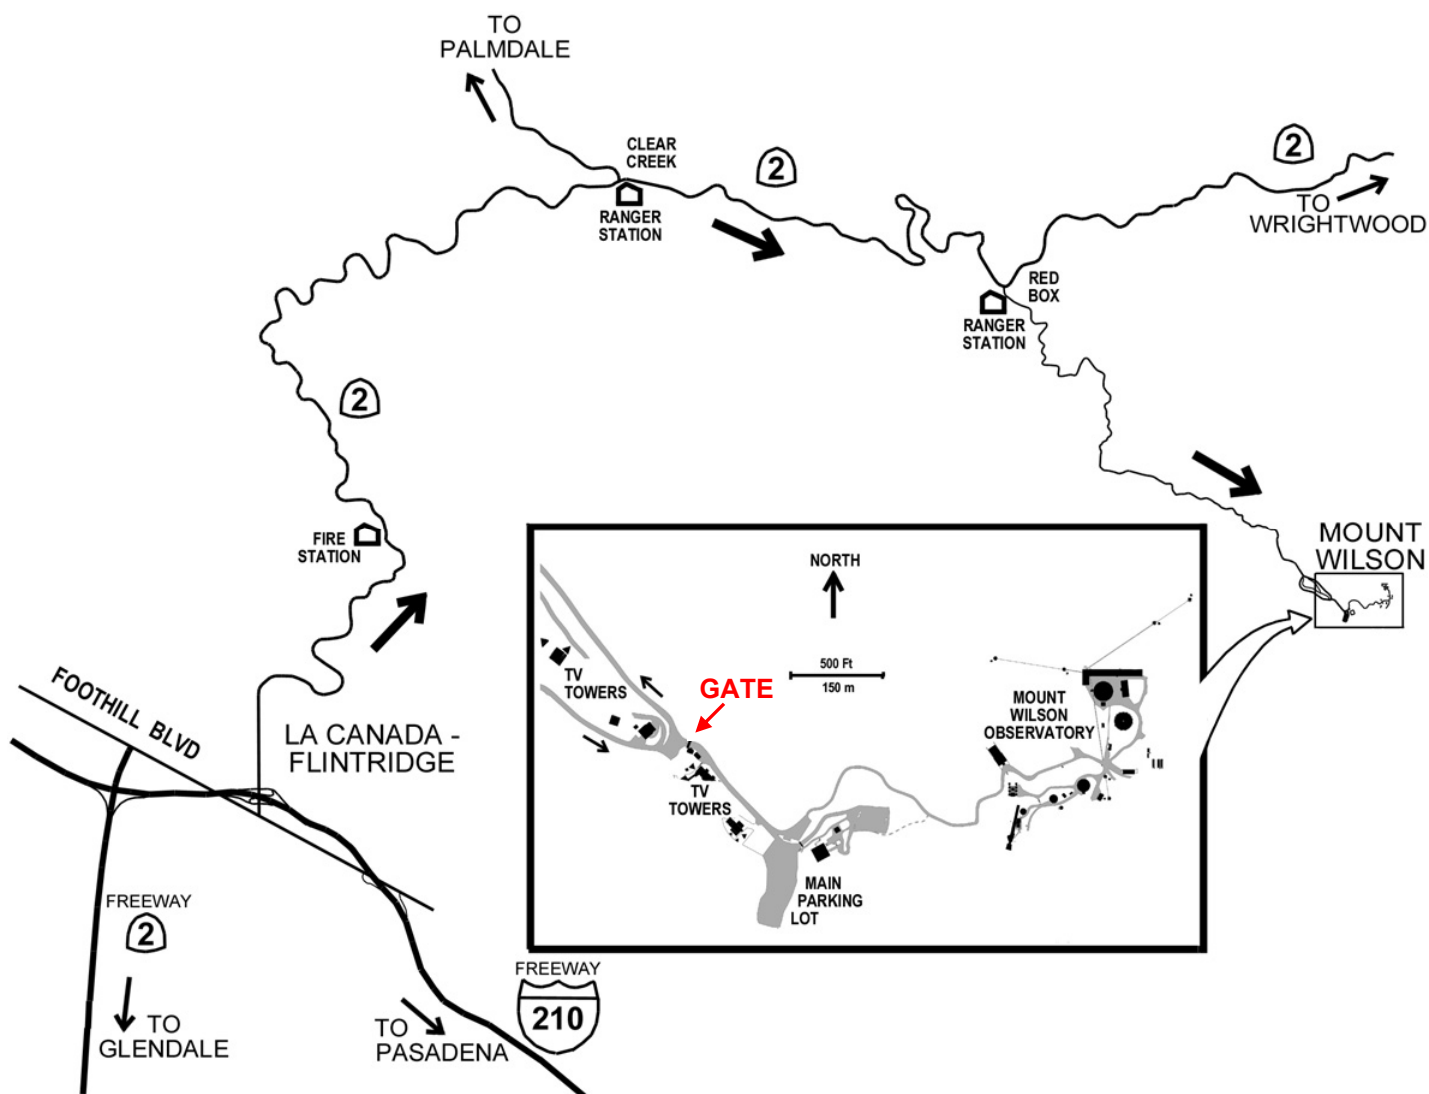 TO
PALMDALE
CLEAR
CREEK
2
2
RANGER
STATION
TO
WRIGHTWOOD
RED
BOX
RANGER
STATION
2
FIRE
STATION
MOUNT
WILSON
NORTH
500 Ft
150 m
TV
TOWERS
GATE
MOUNT
WILSON
OBSERVATORY
FOOTHILL BLVD
LA CANADA -
FLINTRIDGE
TV
TOWERS
MAIN
PARKING
LOT
FREEWAY
2
FREEWAY
210
TO
GLENDALE
TO
PASADENA